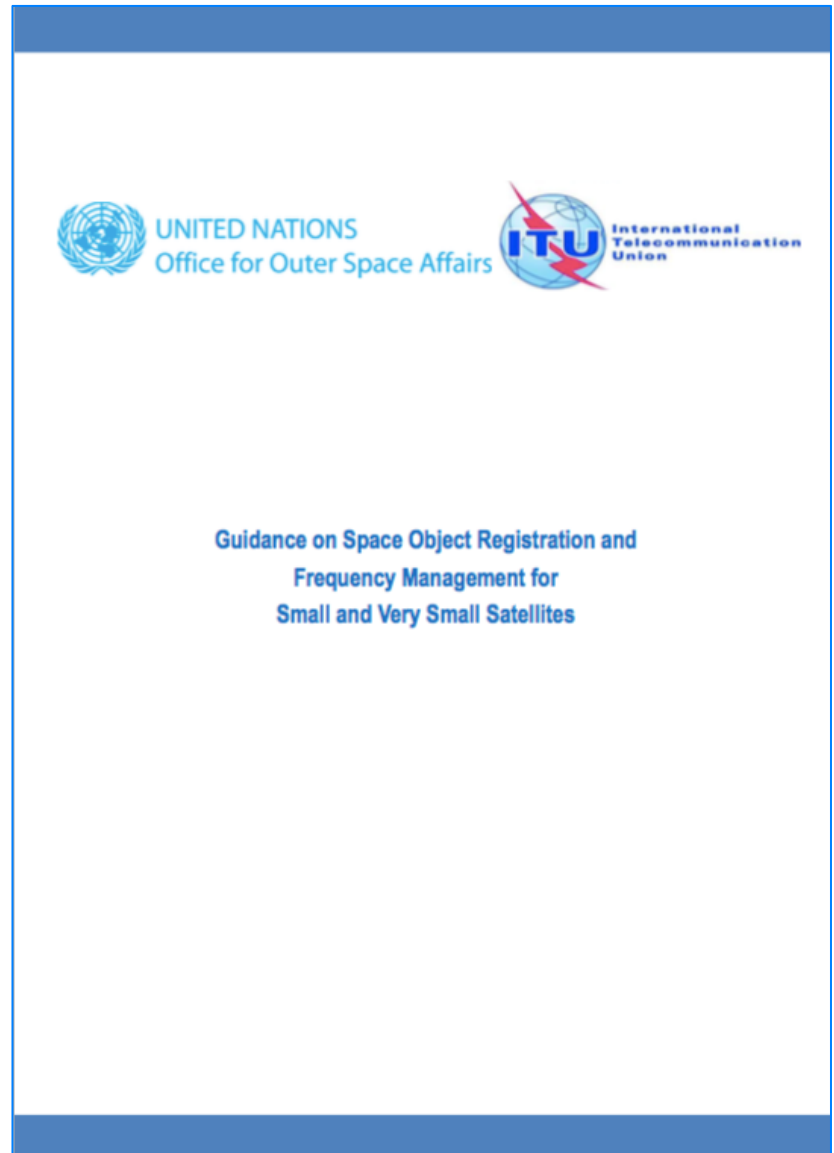 UNITED NATIONS
Office for Outer Space Affairs
ITU
International
Telecommunication
Union
Guidance on Space Object Registration and
Frequency Management for
Small and Very Small Satellites